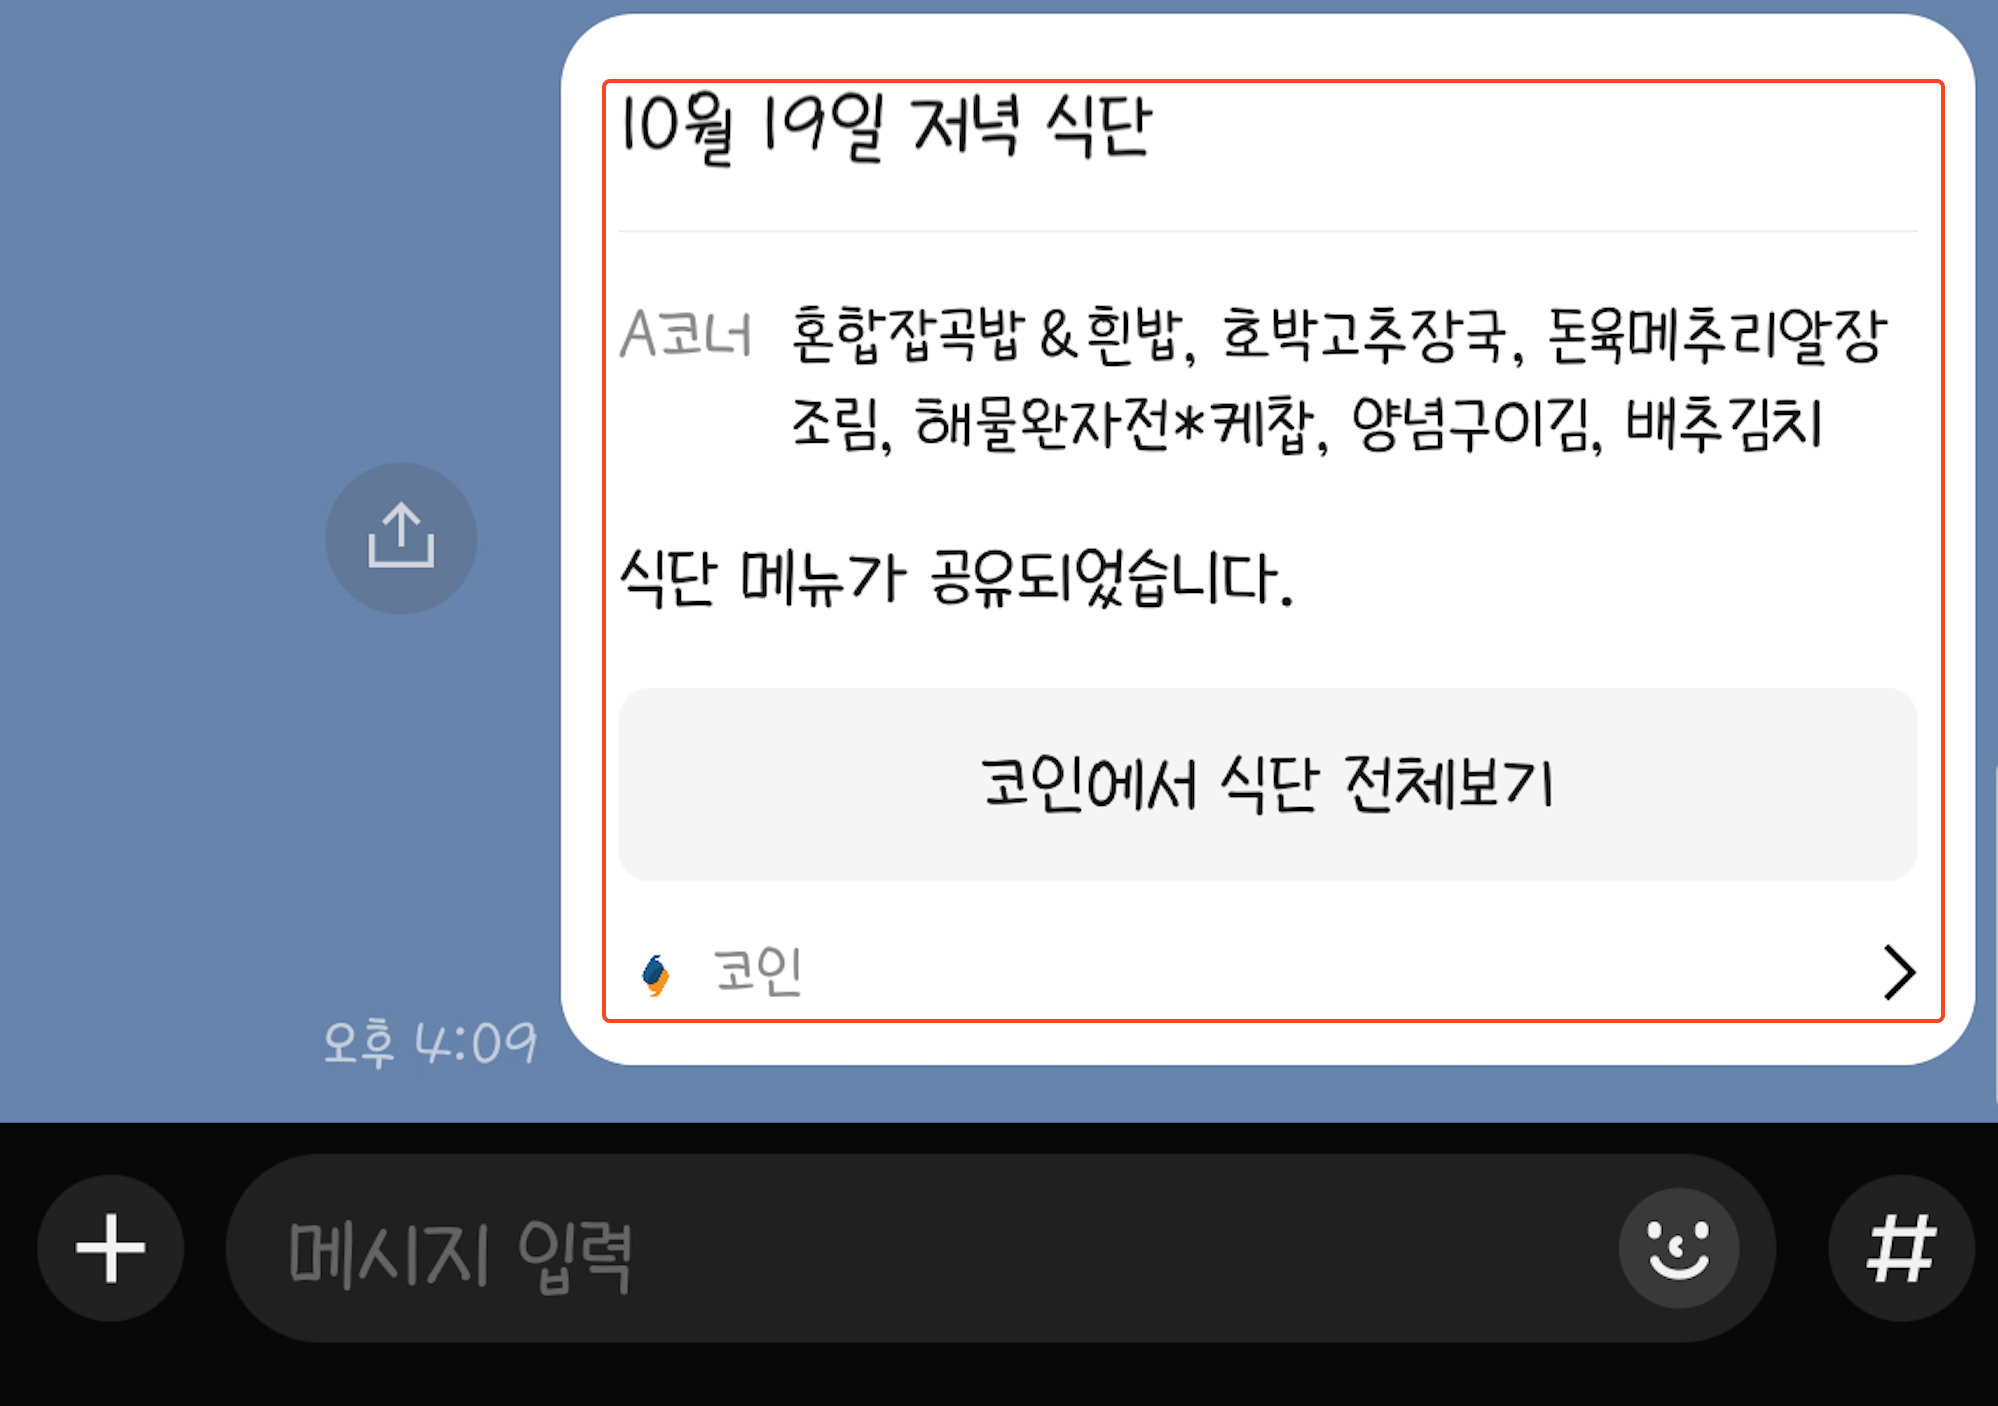 10월 19일 저녁 식단
A코너 혼합잡곡밥&흰밥, 호박고추장국, 돈육메추리알장
조림, 해물완자전*케찹, 양념구이김, 배추김치
식단 메뉴가 공유되었습니다.
코인에서 식단 전체보기
코인
오후 4:09
메시지 입력
#